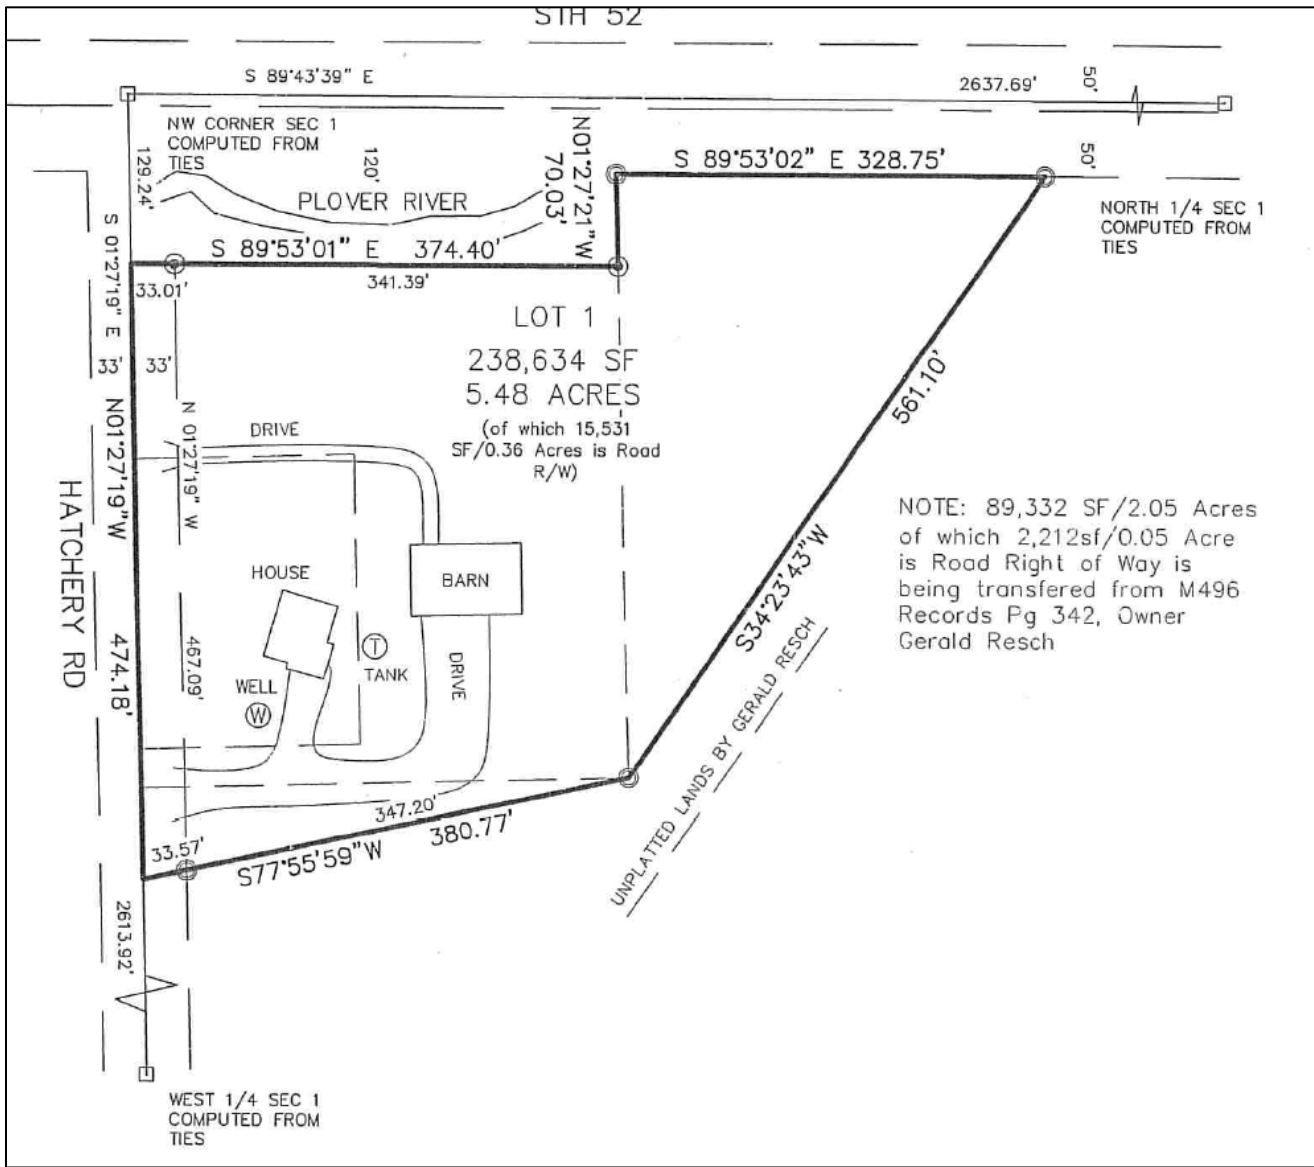 STH 52
S 89°43'39" E
2637.69'
50'
NW CORNER SEC 1
COMPUTED FROM
TIES
129.24'
120'
PLOVER RIVER
N01°27'21"W
70.03'
S 89°53'02" E 328.75'
50'
NORTH 1/4 SEC 1
COMPUTED FROM
TIES
S 89°53'01" E 374.40'
33.01'
341.39'
S 01°27'19" E
33'
33'
LOT 1
238,634 SF
5.48 ACRES
(of which 15,531
SF/0.36 Acres is Road
R/W)
561.10'
N01°27'19"W
N 01°27'19" W
DRIVE
HATCHERY RD
HOUSE
BARN
S34°23'43"W
NOTE: 89,332 SF/2.05 Acres
of which 2,212sf/0.05 Acre
is Road Right of Way is
being transfered from M496
Records Pg 342, Owner
Gerald Resch
474.18'
467.09'
T
TANK
DRIVE
WELL
W
UNPLATTED LANDS BY GERALD RESCH
347.20'
380.77'
33.57'
S77°55'59"W
2613.92'
WEST 1/4 SEC 1
COMPUTED FROM
TIES